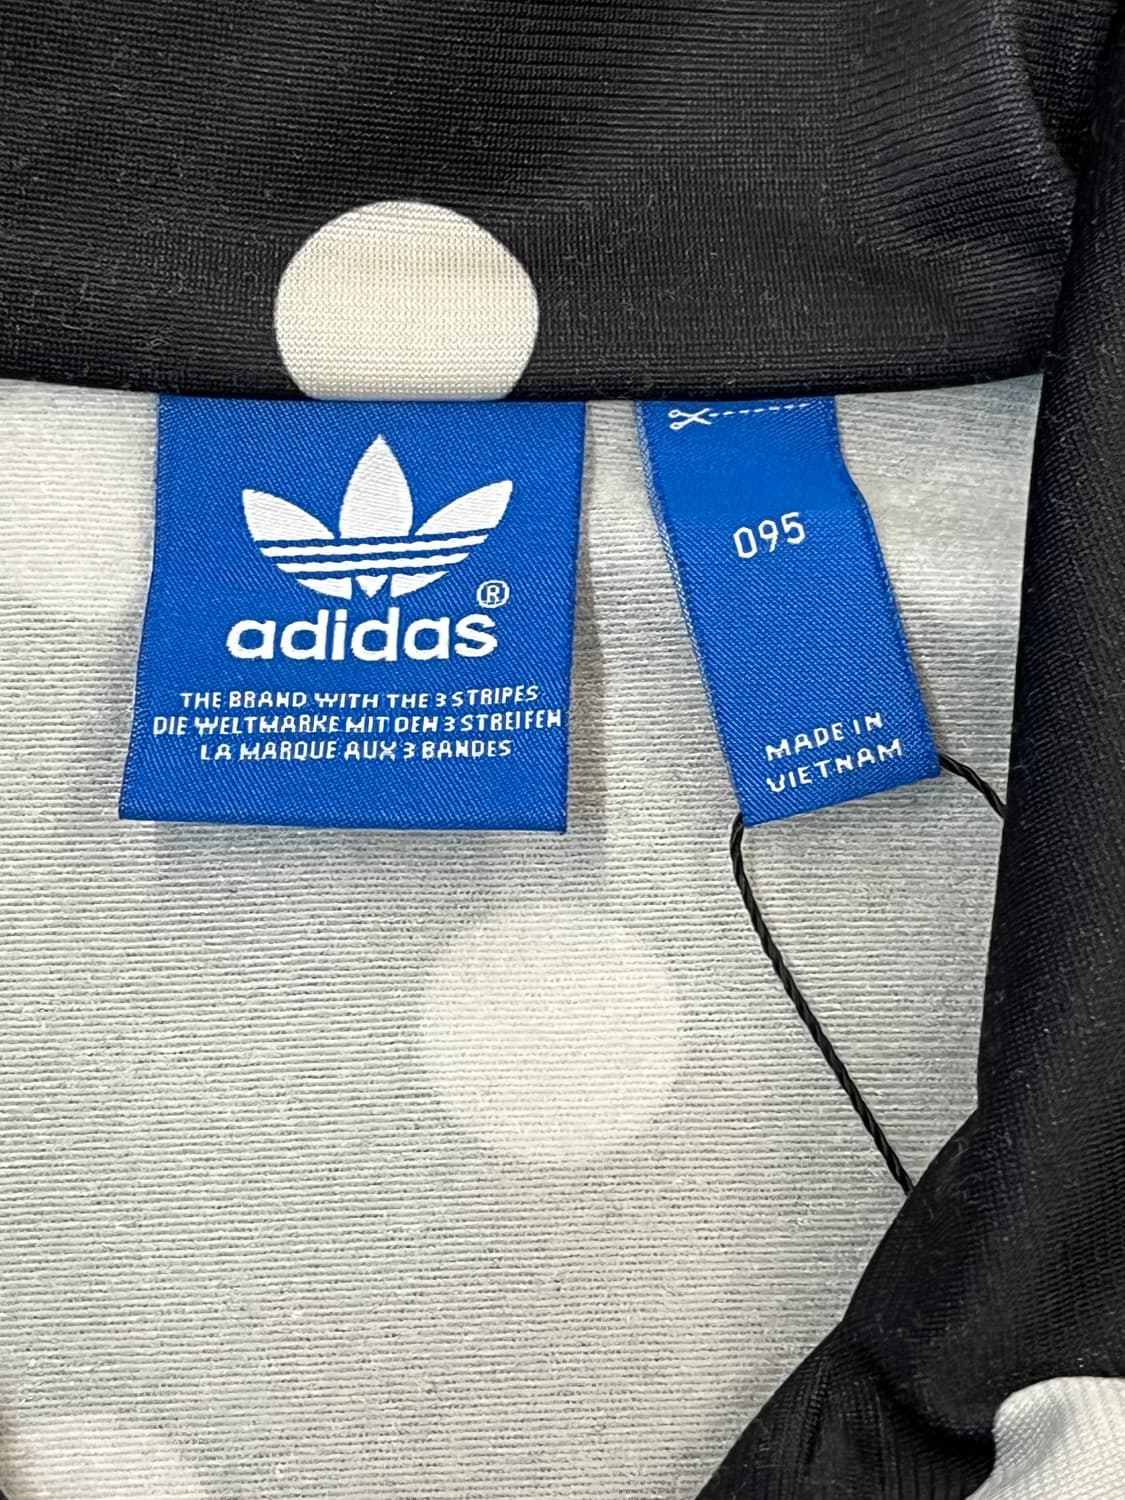 adidas®
THE BRAND WITH THE 3 STRIPES
DIE WELTMARKE MIT DEN 3 STREIFEN
LA MARQUE AUX 3 BANDES
095
MADE IN
VIETNAM